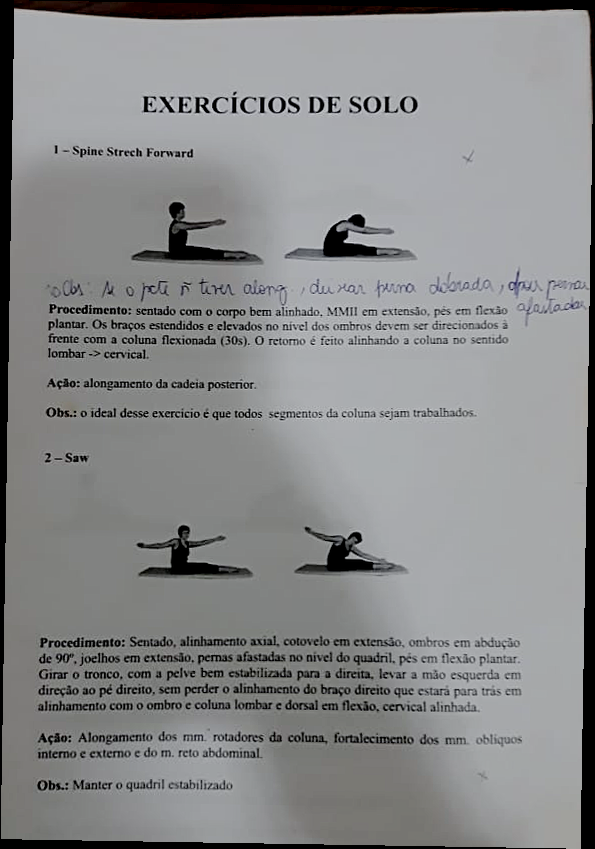 EXERCÍCIOS DE SOLO
1 – Spine Strech Forward
Obs: Se o pcte ñ tiver along., deixar perna dobrada, pernas
afastadas
Procedimento: sentado com o corpo bem alinhado, MMII em extensão, pés em flexão
plantar. Os braços estendidos e elevados no nível dos ombros devem ser direcionados à
frente com a coluna flexionada (30s). O retorno é feito alinhando a coluna no sentido
lombar -> cervical.
Ação: alongamento da cadeia posterior.
Obs.: o ideal desse exercício é que todos segmentos da coluna sejam trabalhados.
2 – Saw
Procedimento: Sentado, alinhamento axial, cotovelo em extensão, ombros em abdução
de 90º, joelhos em extensão, pernas afastadas no nível do quadril, pés em flexão plantar.
Girar o tronco, com a pelve bem estabilizada para a direita, levar a mão esquerda em
direção ao pé direito, sem perder o alinhamento do braço direito que estará para trás em
alinhamento com o ombro e coluna lombar e dorsal em flexão, cervical alinhada.
Ação: Alongamento dos mm. rotadores da coluna, fortalecimento dos mm. oblíquos
interno e externo e do m. reto abdominal.
Obs.: Manter o quadril estabilizado